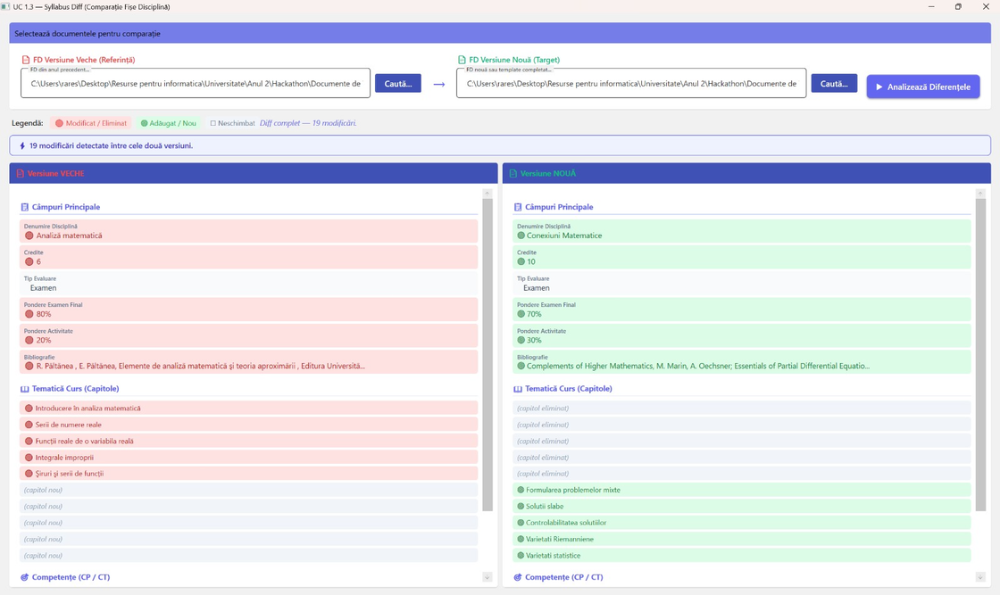 UC 1.3 — Syllabus Diff (Comparație Fișe Disciplină)
Selectează documentele pentru comparație
FD Versiune Veche (Referință)
FD din anul precedent...
C:\Users\rares\Desktop\Resurse pentru informatica\Universitate\Anul 2\Hackathon\Documente de
Caută...
→
FD Versiune Nouă (Target)
FD nouă sau template completat...
C:\Users\rares\Desktop\Resurse pentru informatica\Universitate\Anul 2\Hackathon\Documente de
Caută...
Analizează Diferențele
Legendă: Modificat / Eliminat Adăugat / Nou Neschimbat Diff complet — 19 modificări.
19 modificări detectate între cele două versiuni.
Versiune VECHE
Câmpuri Principale
Denumire Disciplină
Analiză matematică
Credite
6
Tip Evaluare
Examen
Pondere Examen Final
80%
Pondere Activitate
20%
Bibliografie
R. Păltănea , E. Păltănea, Elemente de analiză matematică și teoria aproximării , Editura Universită...
Tematică Curs (Capitole)
Introducere în analiza matematică
Serii de numere reale
Funcții reale de o variabila reală
Integrale improprii
Șiruri și serii de funcții
(capitol nou)
(capitol nou)
(capitol nou)
(capitol nou)
(capitol nou)
Competențe (CP / CT)
Versiune NOUĂ
Câmpuri Principale
Denumire Disciplină
Conexiuni Matematice
Credite
10
Tip Evaluare
Examen
Pondere Examen Final
70%
Pondere Activitate
30%
Bibliografie
Complements of Higher Mathematics, M. Marin, A. Oechsner; Essentials of Partial Differential Equatio...
Tematică Curs (Capitole)
(capitol eliminat)
(capitol eliminat)
(capitol eliminat)
(capitol eliminat)
(capitol eliminat)
Formularea problemelor mixte
Solutii slabe
Controlabilitatea solutiilor
Varietati Riemanniene
Varietati statistice
Competențe (CP / CT)